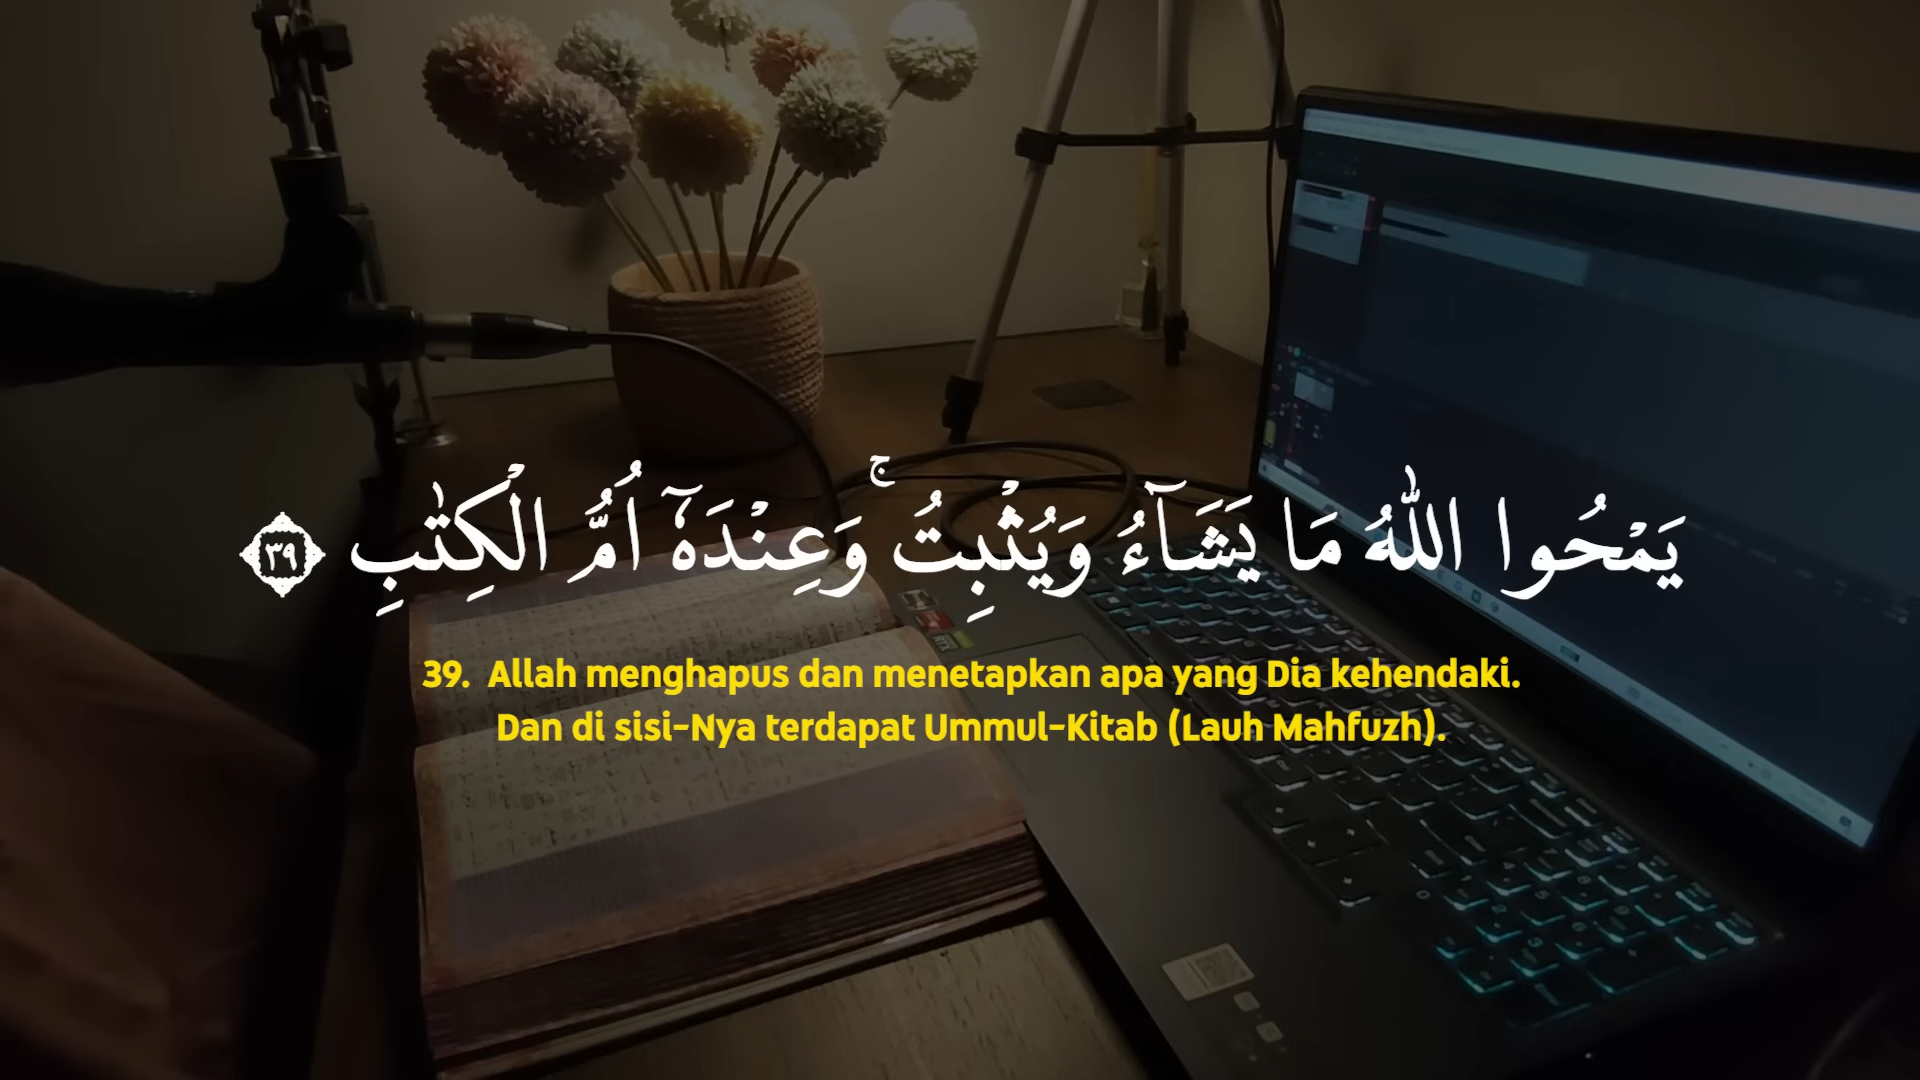 يَمْحُوا اللّٰهُ مَا يَشَاۤءُ وَيُثْبِتُۚ وَعِنْدَهٗٓ اُمُّ الْكِتٰبِ ۝٣٩
39. Allah menghapus dan menetapkan apa yang Dia kehendaki.
Dan di sisi-Nya terdapat Ummul-Kitab (Lauh Mahfuzh).